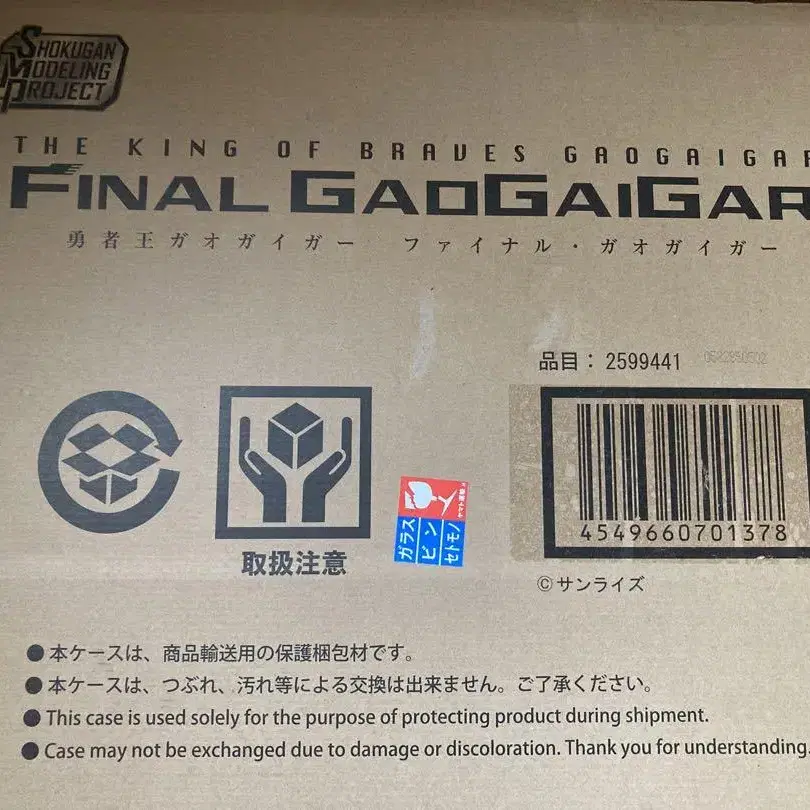 SHOKUGAN
MODELING
PROJECT
THE KING OF BRAVES GAOGAIGAR
FINAL GAOGAIGAR
勇者王ガオガイガー ファイナル・ガオガイガー
品目： 2599441
取扱注意
ガラス
ビン
セトモノ
4549660701378
©サンライズ
● 本ケースは、商品輸送用の保護梱包材です。
● 本ケースは、つぶれ、汚れ等による交換は出来ません。ご了承ください。
● This case is used solely for the purpose of protecting product during shipment.
● Case may not be exchanged due to damage or discoloration. Thank you for understanding.